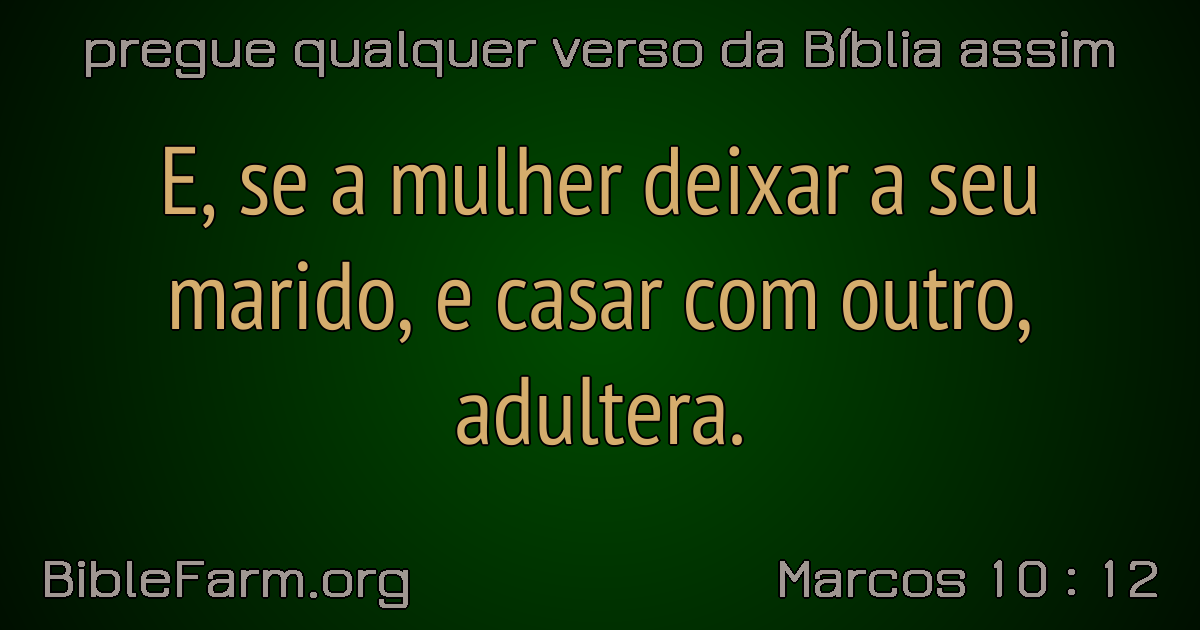 pregue qualquer verso da Bíblia assim
E, se a mulher deixar a seu
marido, e casar com outro,
adultera.
BibleFarm.org
Marcos 10 : 12